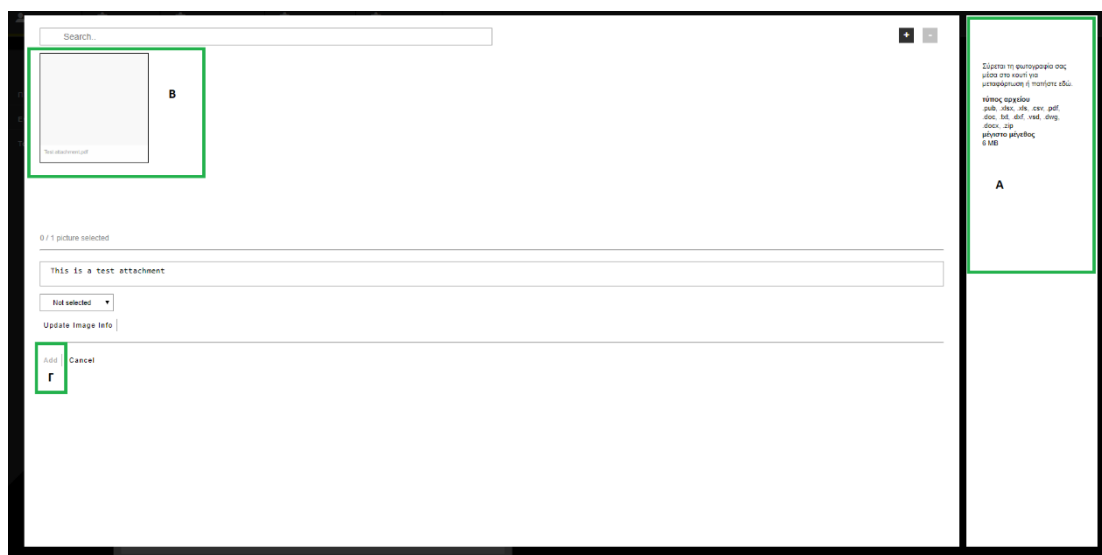 Search..
+ -
B
Test attachment.pdf
0 / 1 picture selected
This is a test attachment
Not selected
Update Image Info
Add Cancel
Γ
Σύρεται τη φωτογραφία σας
μέσα στο κουτί για
μεταφόρτωση ή πατήστε εδώ.
τύπος αρχείου
.pub, .xlsx, .xls, .csv, .pdf,
.doc, .txt, .dxf, .vsd, .dwg,
.docx, .zip
μέγιστο μέγεθος
6 MB
A